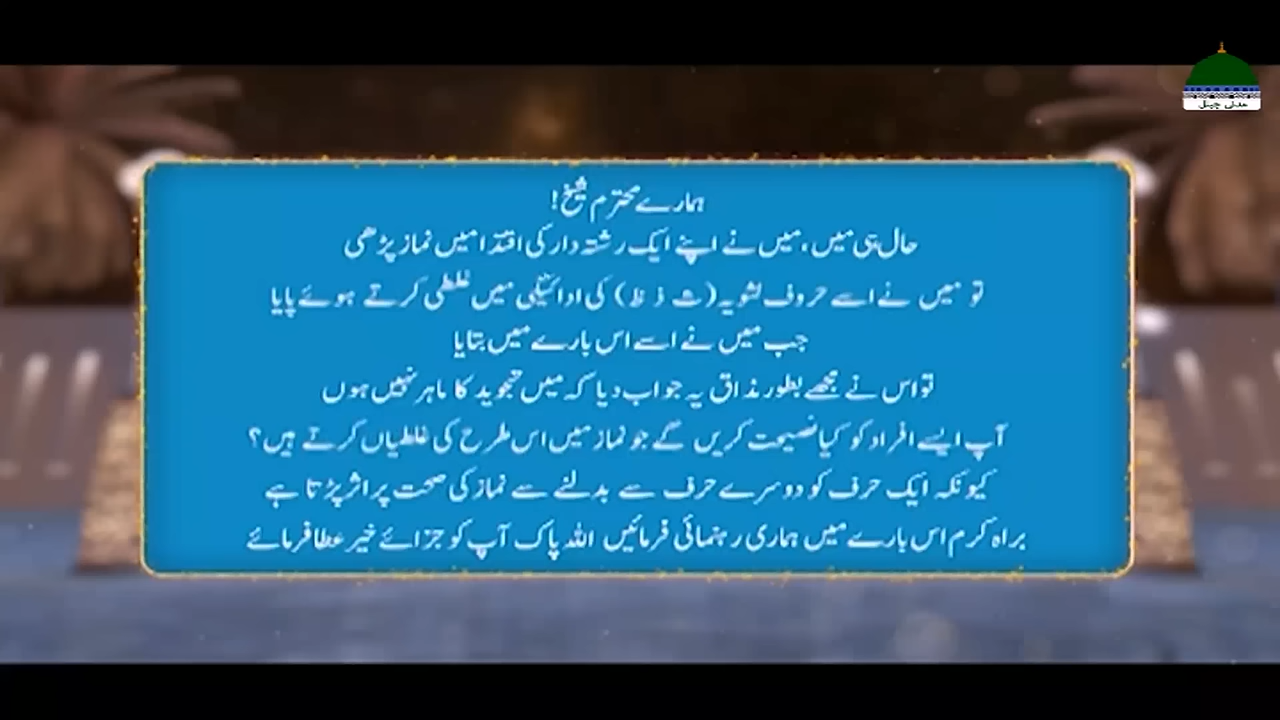 ہمارے محترم شیخ!
حال ہی میں، میں نے اپنے ایک رشتہ دار کی اقتدا میں نماز پڑھی
تو میں نے اسے حروف لثویہ (ث ذ ظ) کی ادائیگی میں غلطی کرتے ہوئے پایا
جب میں نے اسے اس بارے میں بتایا
تو اس نے مجھے بطور مذاق یہ جواب دیا کہ میں تجوید کا ماہر نہیں ہوں
آپ ایسے افراد کو کیا نصیحت کریں گے جو نماز میں اس طرح کی غلطیاں کرتے ہیں؟
کیونکہ ایک حرف کو دوسرے حرف سے بدلنے سے نماز کی صحت پر اثر پڑتا ہے
براہ کرم اس بارے میں ہماری رہنمائی فرمائیں اللہ پاک آپ کو جزائے خیر عطا فرمائے
مدنی چینل